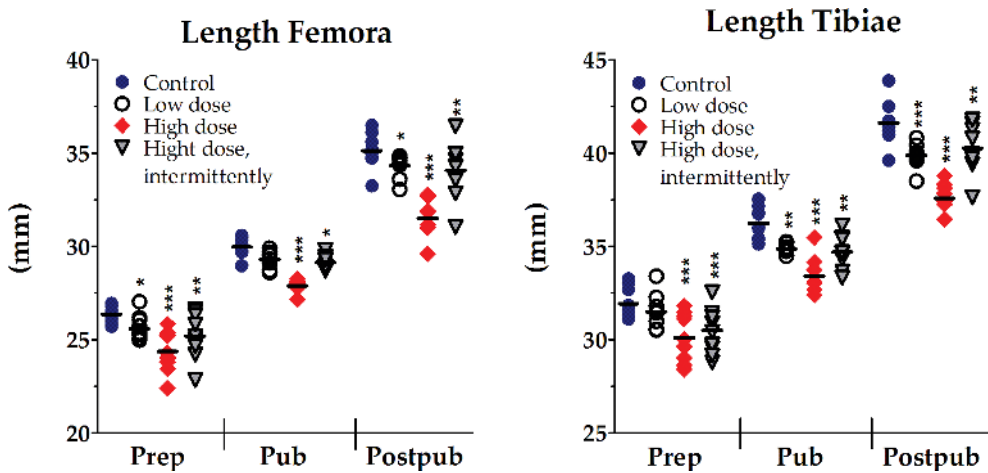 Length Femora
(mm)
40
35
30
25
20
Control
Low dose
High dose
Hight dose,
intermittently
* *** **
*** *
* *** **
Prep Pub Postpub
Length Tibiae
(mm)
45
40
35
30
25
Control
Low dose
High dose
High dose,
intermittently
*** ***
** *** **
*** *** **
Prep Pub Postpub